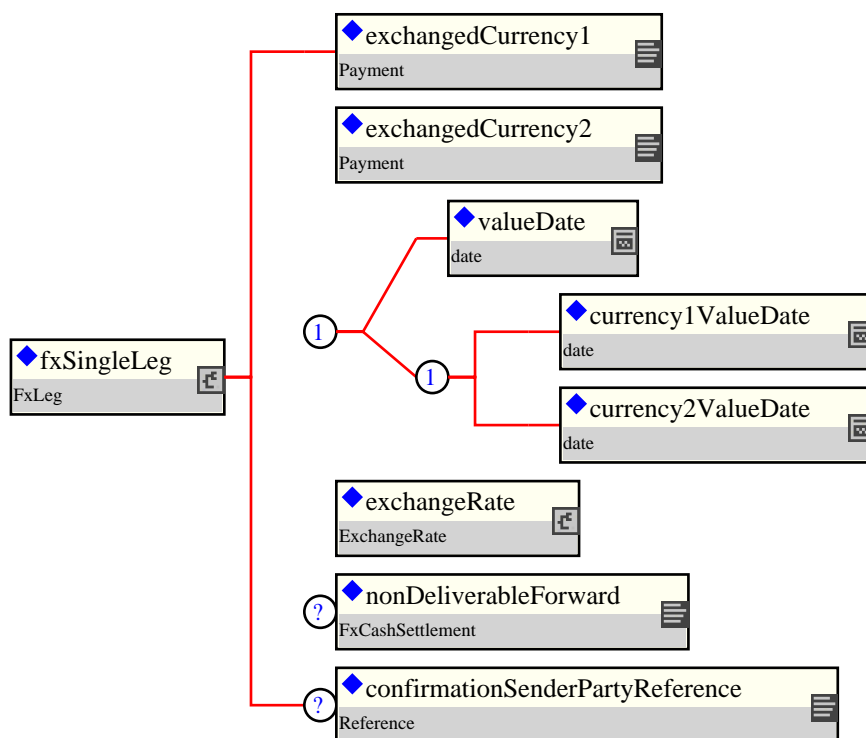 exchangedCurrency1
Payment
exchangedCurrency2
Payment
valueDate
date
1
currency1ValueDate
date
fxSingleLeg
FxLeg
1
currency2ValueDate
date
exchangeRate
ExchangeRate
?
nonDeliverableForward
FxCashSettlement
?
confirmationSenderPartyReference
Reference